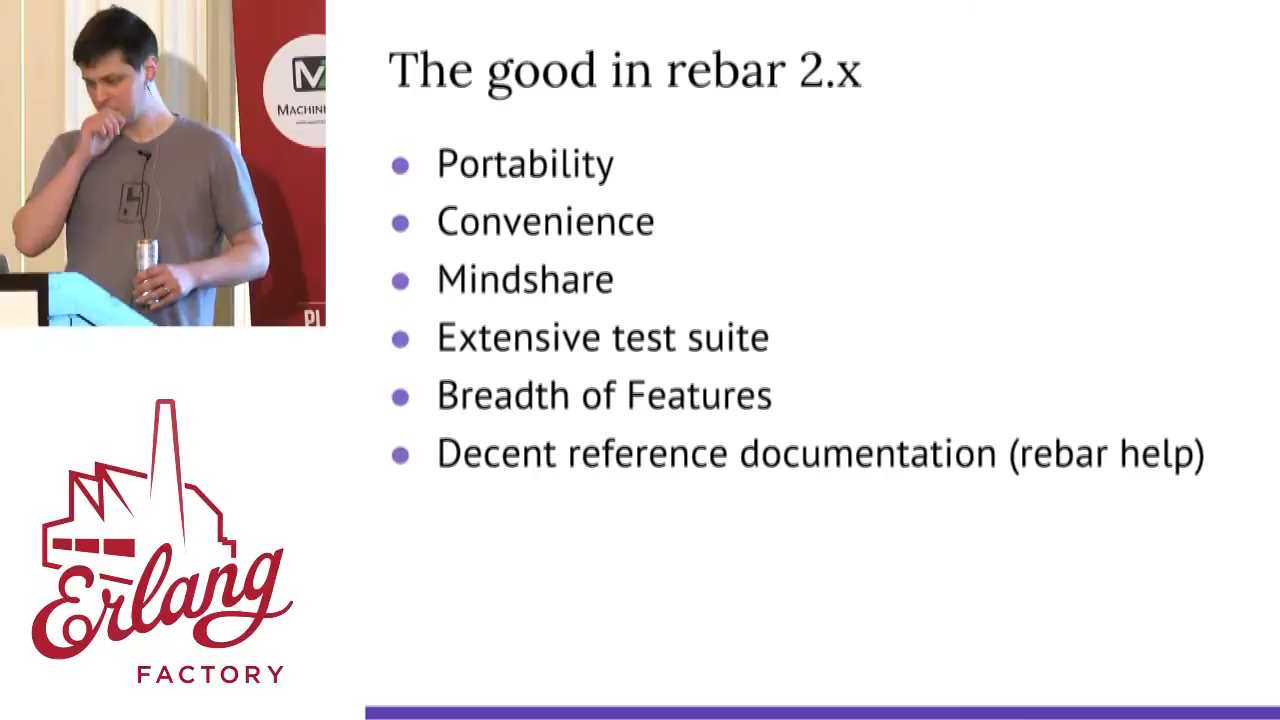 The good in rebar 2.x
Portability
Convenience
Mindshare
Extensive test suite
Breadth of Features
Decent reference documentation (rebar help)
Erlang
FACTORY